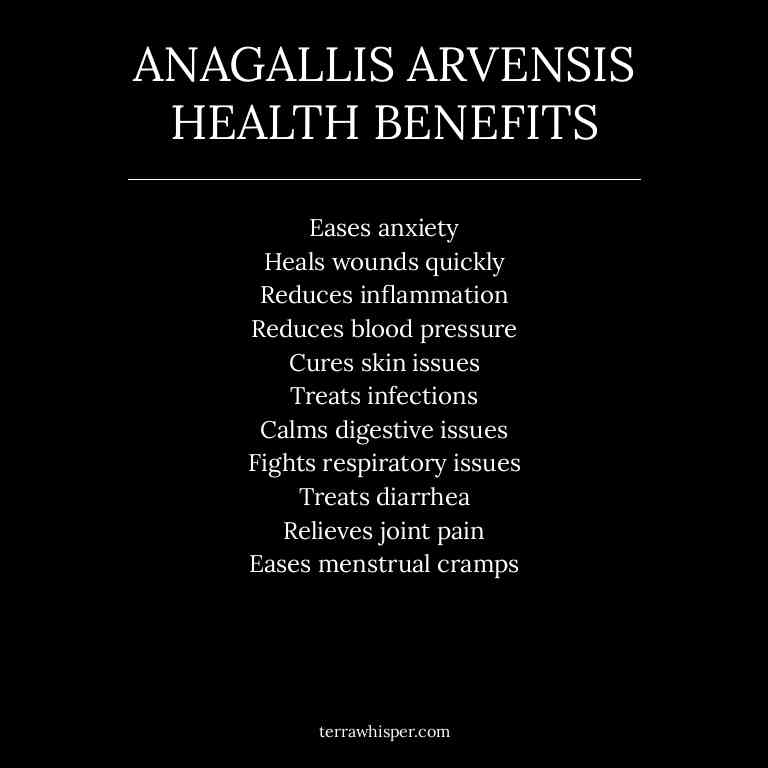 ANAGALLIS ARVENSIS
HEALTH BENEFITS
Eases anxiety
Heals wounds quickly
Reduces inflammation
Reduces blood pressure
Cures skin issues
Treats infections
Calms digestive issues
Fights respiratory issues
Treats diarrhea
Relieves joint pain
Eases menstrual cramps
terrawhisper.com